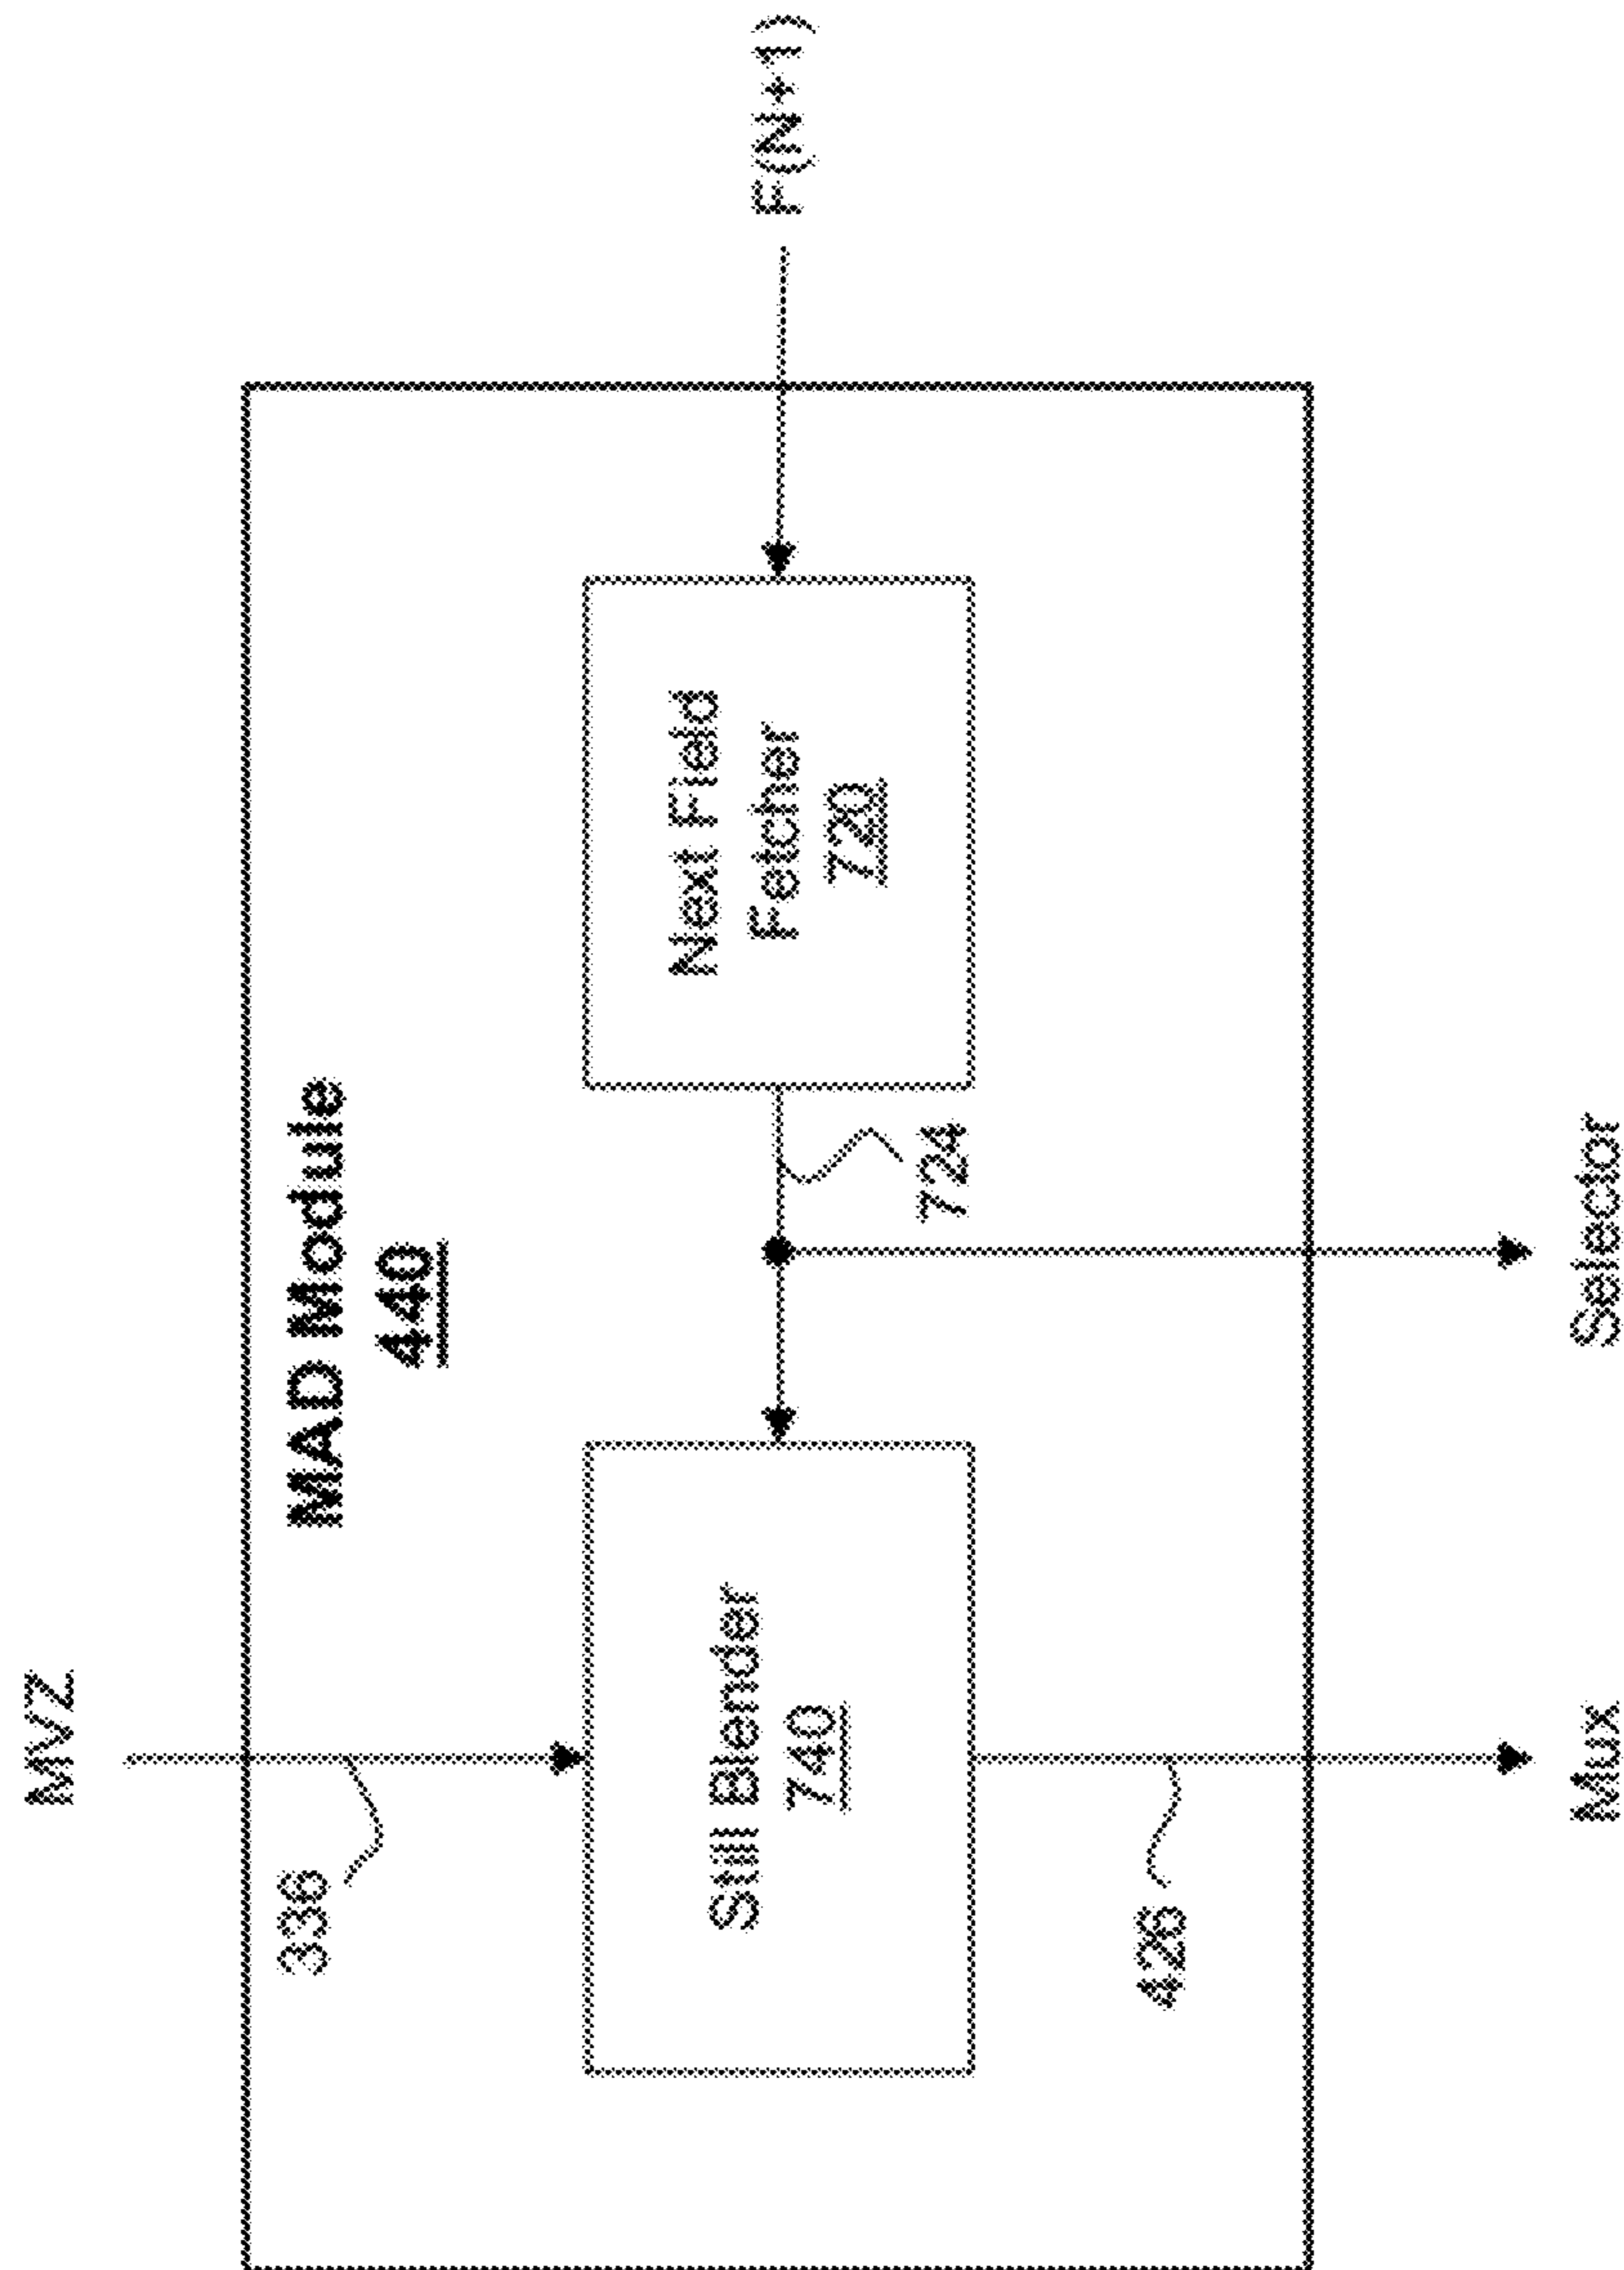 MVZ
336
MAD Module
440
Still Blender
740
724
Next Field
Fetcher
720
F(N+1)
426
Mux
Selector